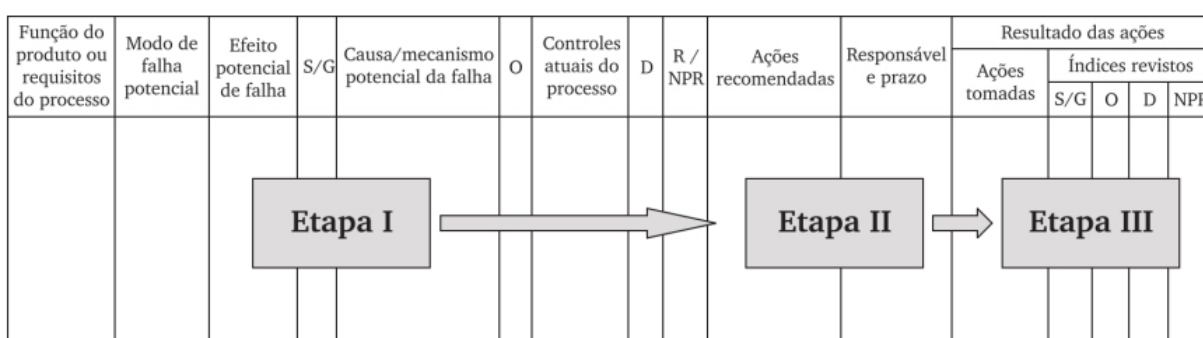 Função do
produto ou
requisitos
do processo
Modo de
falha
potencial
Efeito
potencial
de falha
S/G
Causa/mecanismo
potencial da falha
O
Controles
atuais do
processo
D
R /
NPR
Ações
recomendadas
Responsável
e prazo
Resultado das ações
Ações
tomadas
Índices revistos
S/G
O
D
NPR
Etapa I
Etapa II
Etapa III